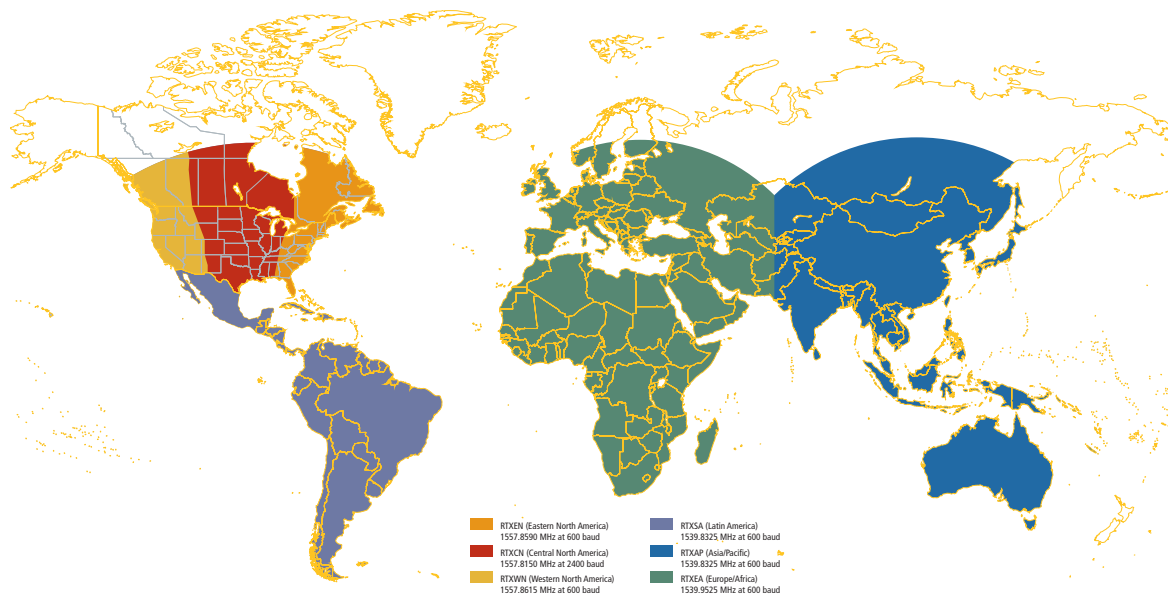 RTXEN (Eastern North America)
1557.8590 MHz at 600 baud
RTXCN (Central North America)
1557.8150 MHz at 2400 baud
RTXWN (Western North America)
1557.8615 MHz at 600 baud
RTXSA (Latin America)
1539.8325 MHz at 600 baud
RTXAP (Asia/Pacific)
1539.8325 MHz at 600 baud
RTXEA (Europe/Africa)
1539.9525 MHz at 600 baud